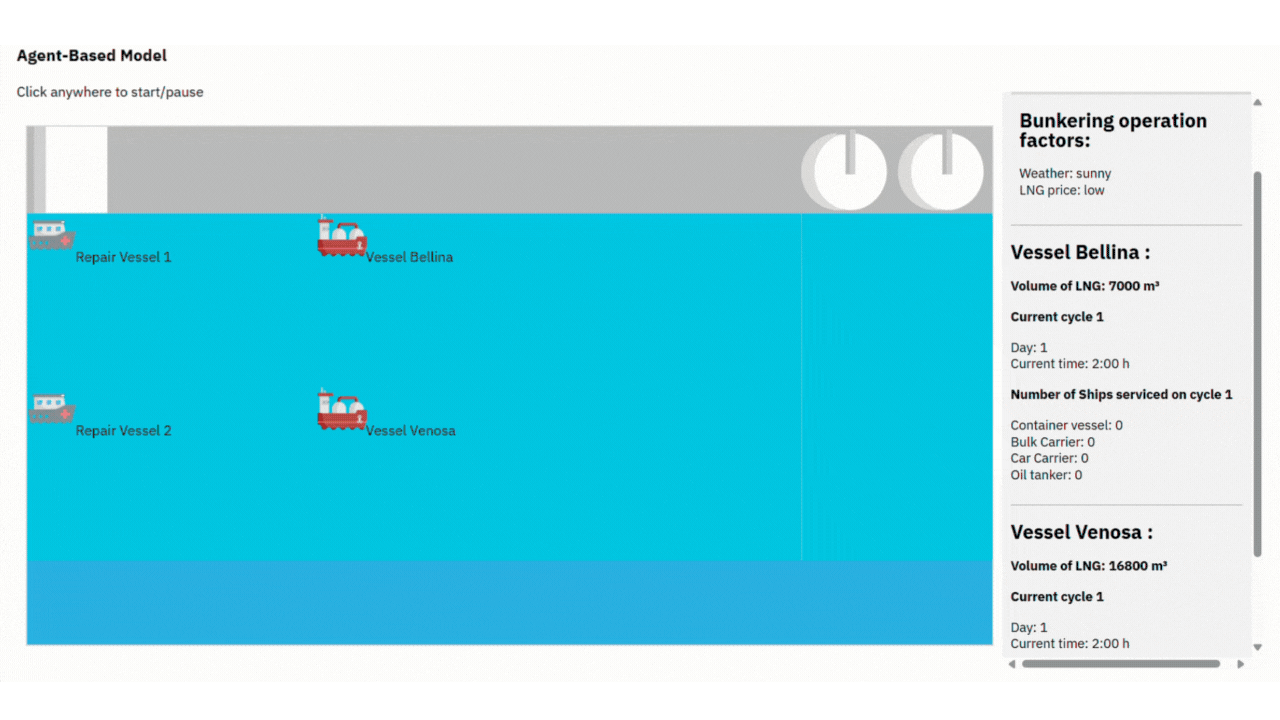 Agent-Based Model
Click anywhere to start/pause
Repair Vessel 1
Vessel Bellina
Repair Vessel 2
Vessel Venosa
Bunkering operation
factors:
Weather: sunny
LNG price: low
Vessel Bellina :
Volume of LNG: 7000 m³
Current cycle 1
Day: 1
Current time: 2:00 h
Number of Ships serviced on cycle 1
Container vessel: 0
Bulk Carrier: 0
Car Carrier: 0
Oil tanker: 0
Vessel Venosa :
Volume of LNG: 16800 m³
Current cycle 1
Day: 1
Current time: 2:00 h